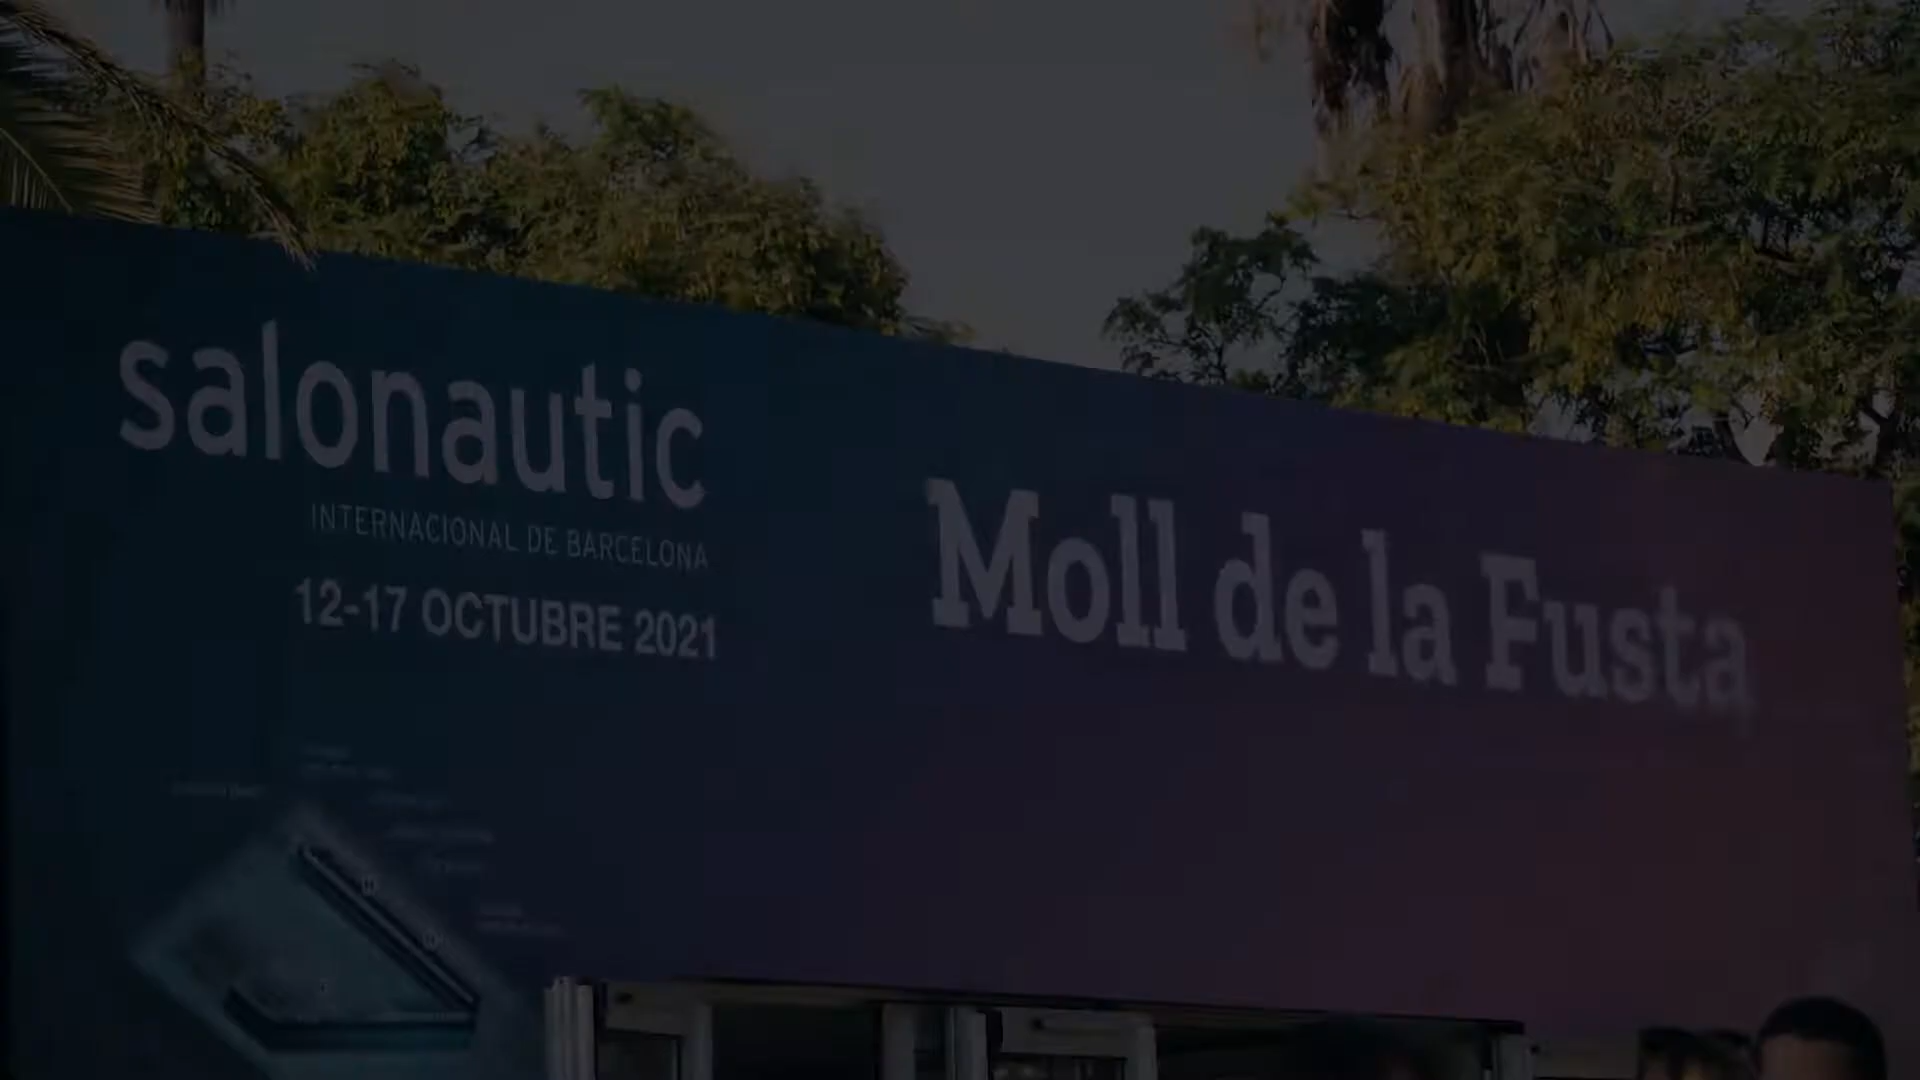 salonautic
INTERNACIONAL DE BARCELONA
12-17 OCTUBRE 2021
Moll de la Fusta